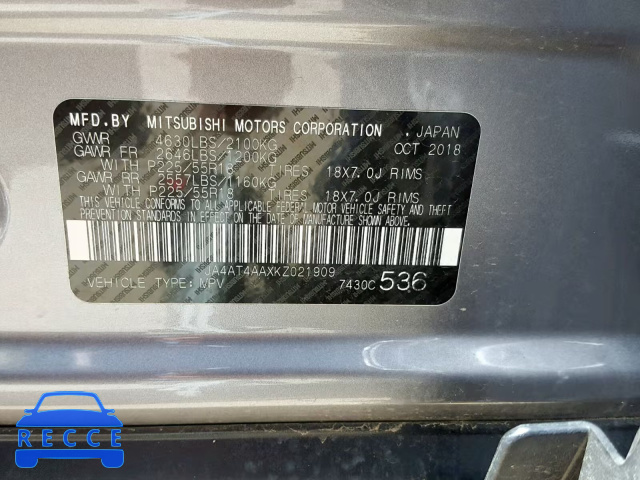 MFD.BY MITSUBISHI MOTORS CORPORATION . JAPAN
GVWR 4630LBS/2100KG OCT 2018
GAWR FR 2646LBS/1200KG
WITH P225/55R18 TIRES 18X7.0J RIMS
GAWR RR LBS/1160KG
WITH P225/55R18 TIRES 18X7.0J RIMS
THIS VEHICLE CONFORMS TO ALL APPLICABLE FEDERAL MOTOR VEHICLE SAFETY AND THEFT
PREVENTION STANDARDS IN EFFECT ON THE DATE OF MANUFACTURE SHOWN ABOVE.
JA4AT4AAXKZ021909
VEHICLE TYPE: MPV 7430C 536
RECCE